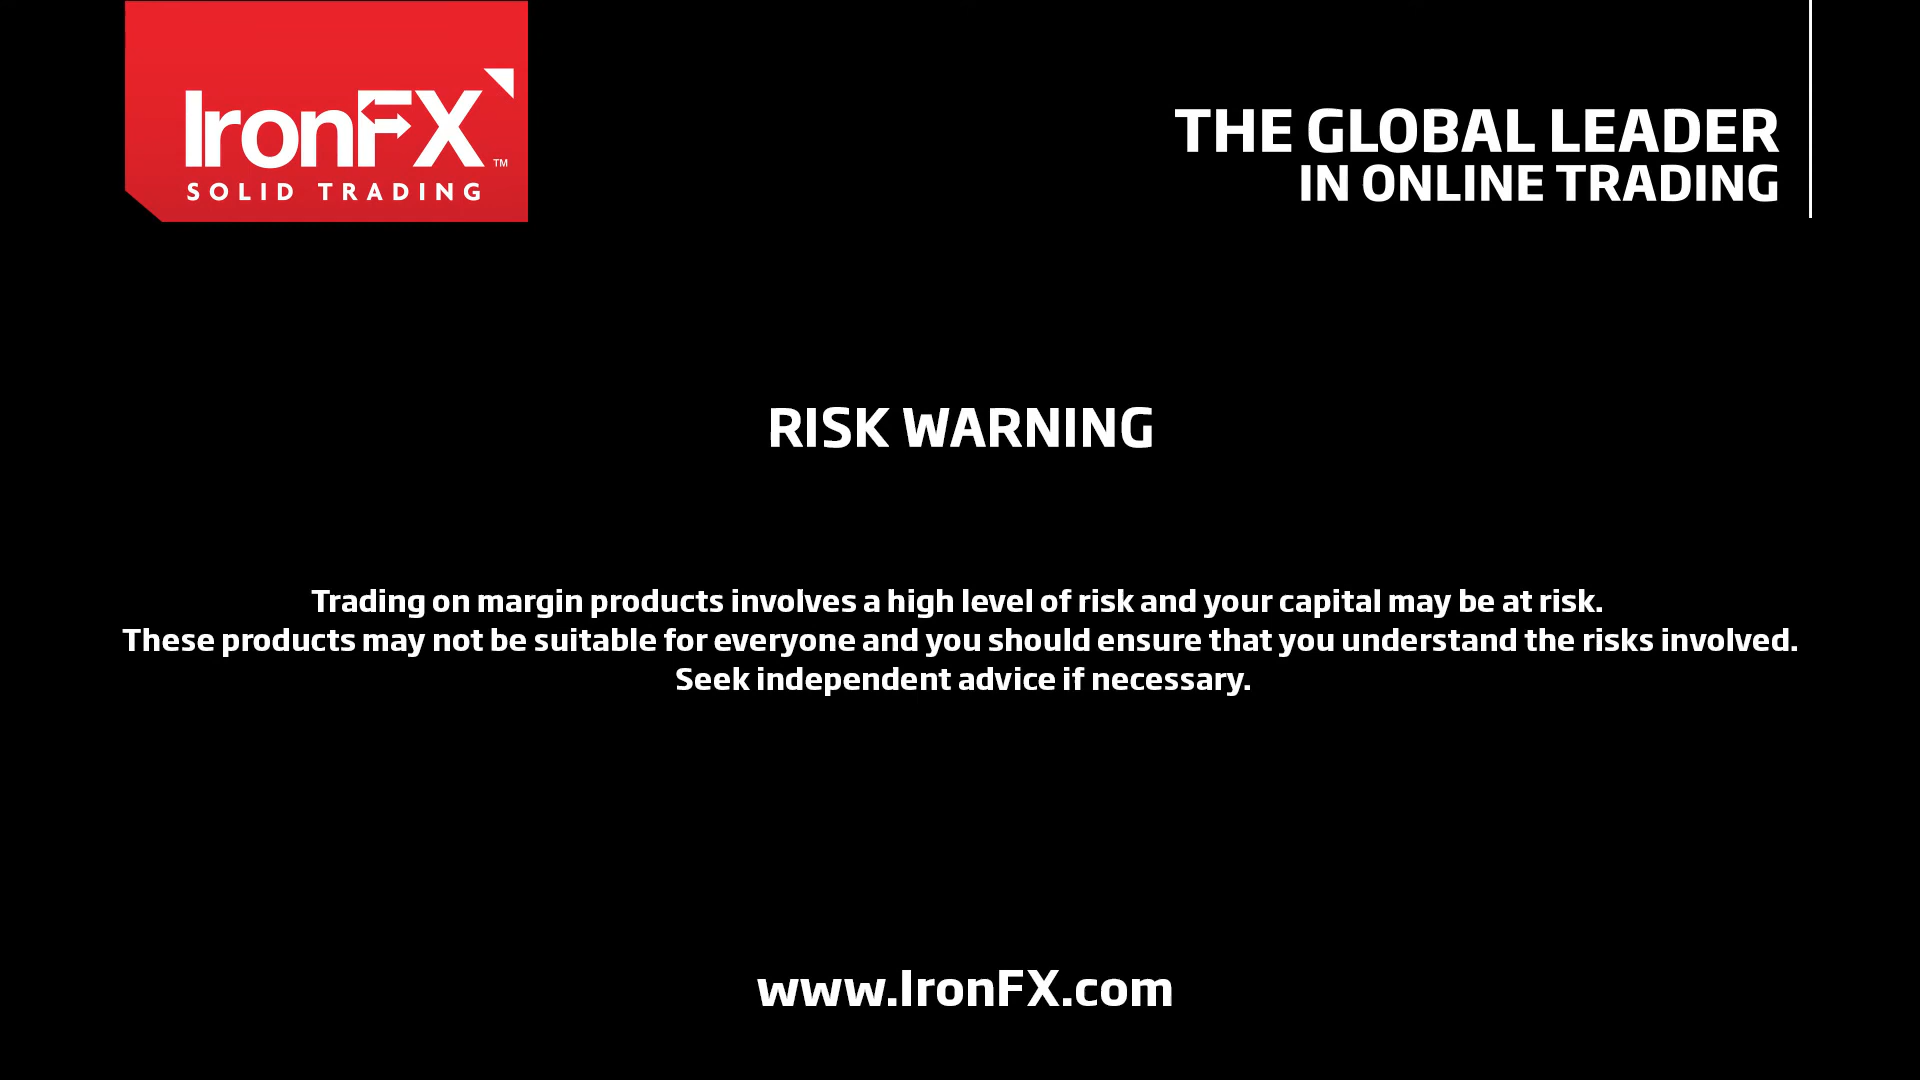 IronFX™
SOLID TRADING
THE GLOBAL LEADER
IN ONLINE TRADING
RISK WARNING
Trading on margin products involves a high level of risk and your capital may be at risk.
These products may not be suitable for everyone and you should ensure that you understand the risks involved.
Seek independent advice if necessary.
www.IronFX.com